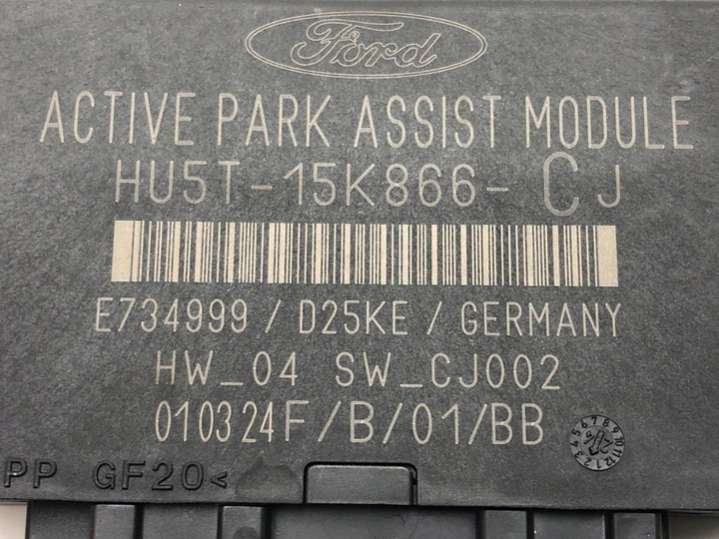 Ford
ACTIVE PARK ASSIST MODULE
HU5T-15K866-CJ
E734999 / D25KE / GERMANY
HW_04 SW_CJ002
010324F/B/01/BB
PP GF20<